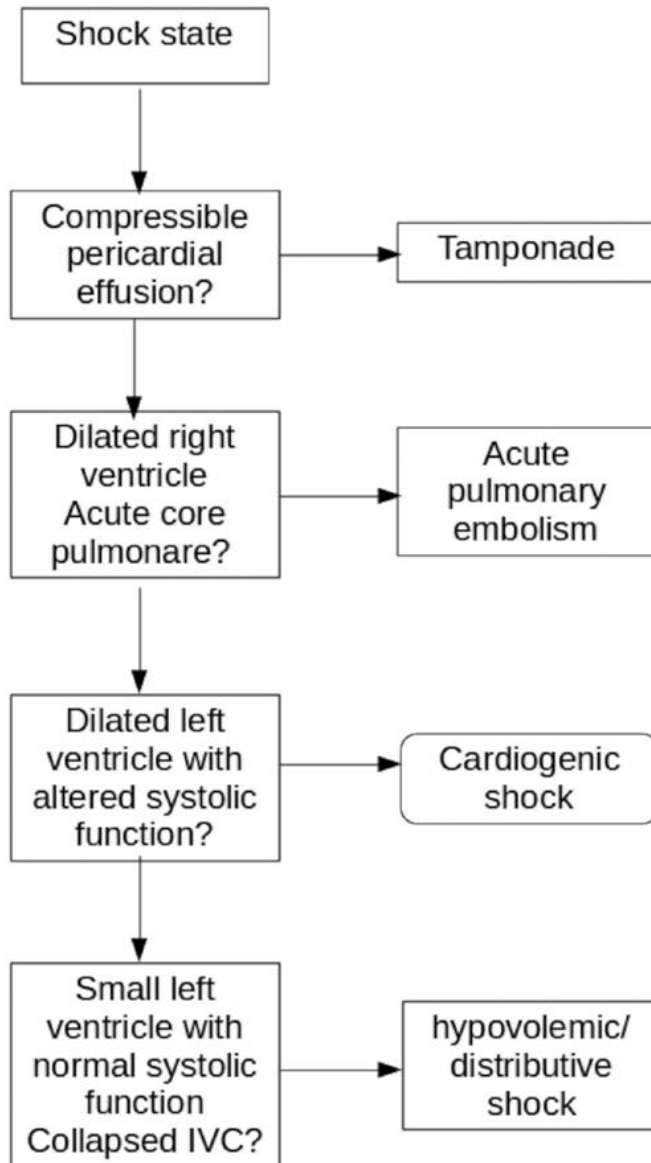 Shock state
Compressible
pericardial
effusion?
Tamponade
Dilated right
ventricle
Acute core
pulmonare?
Acute
pulmonary
embolism
Dilated left
ventricle with
altered systolic
function?
Cardiogenic
shock
Small left
ventricle with
normal systolic
function
Collapsed IVC?
hypovolemic/
distributive
shock